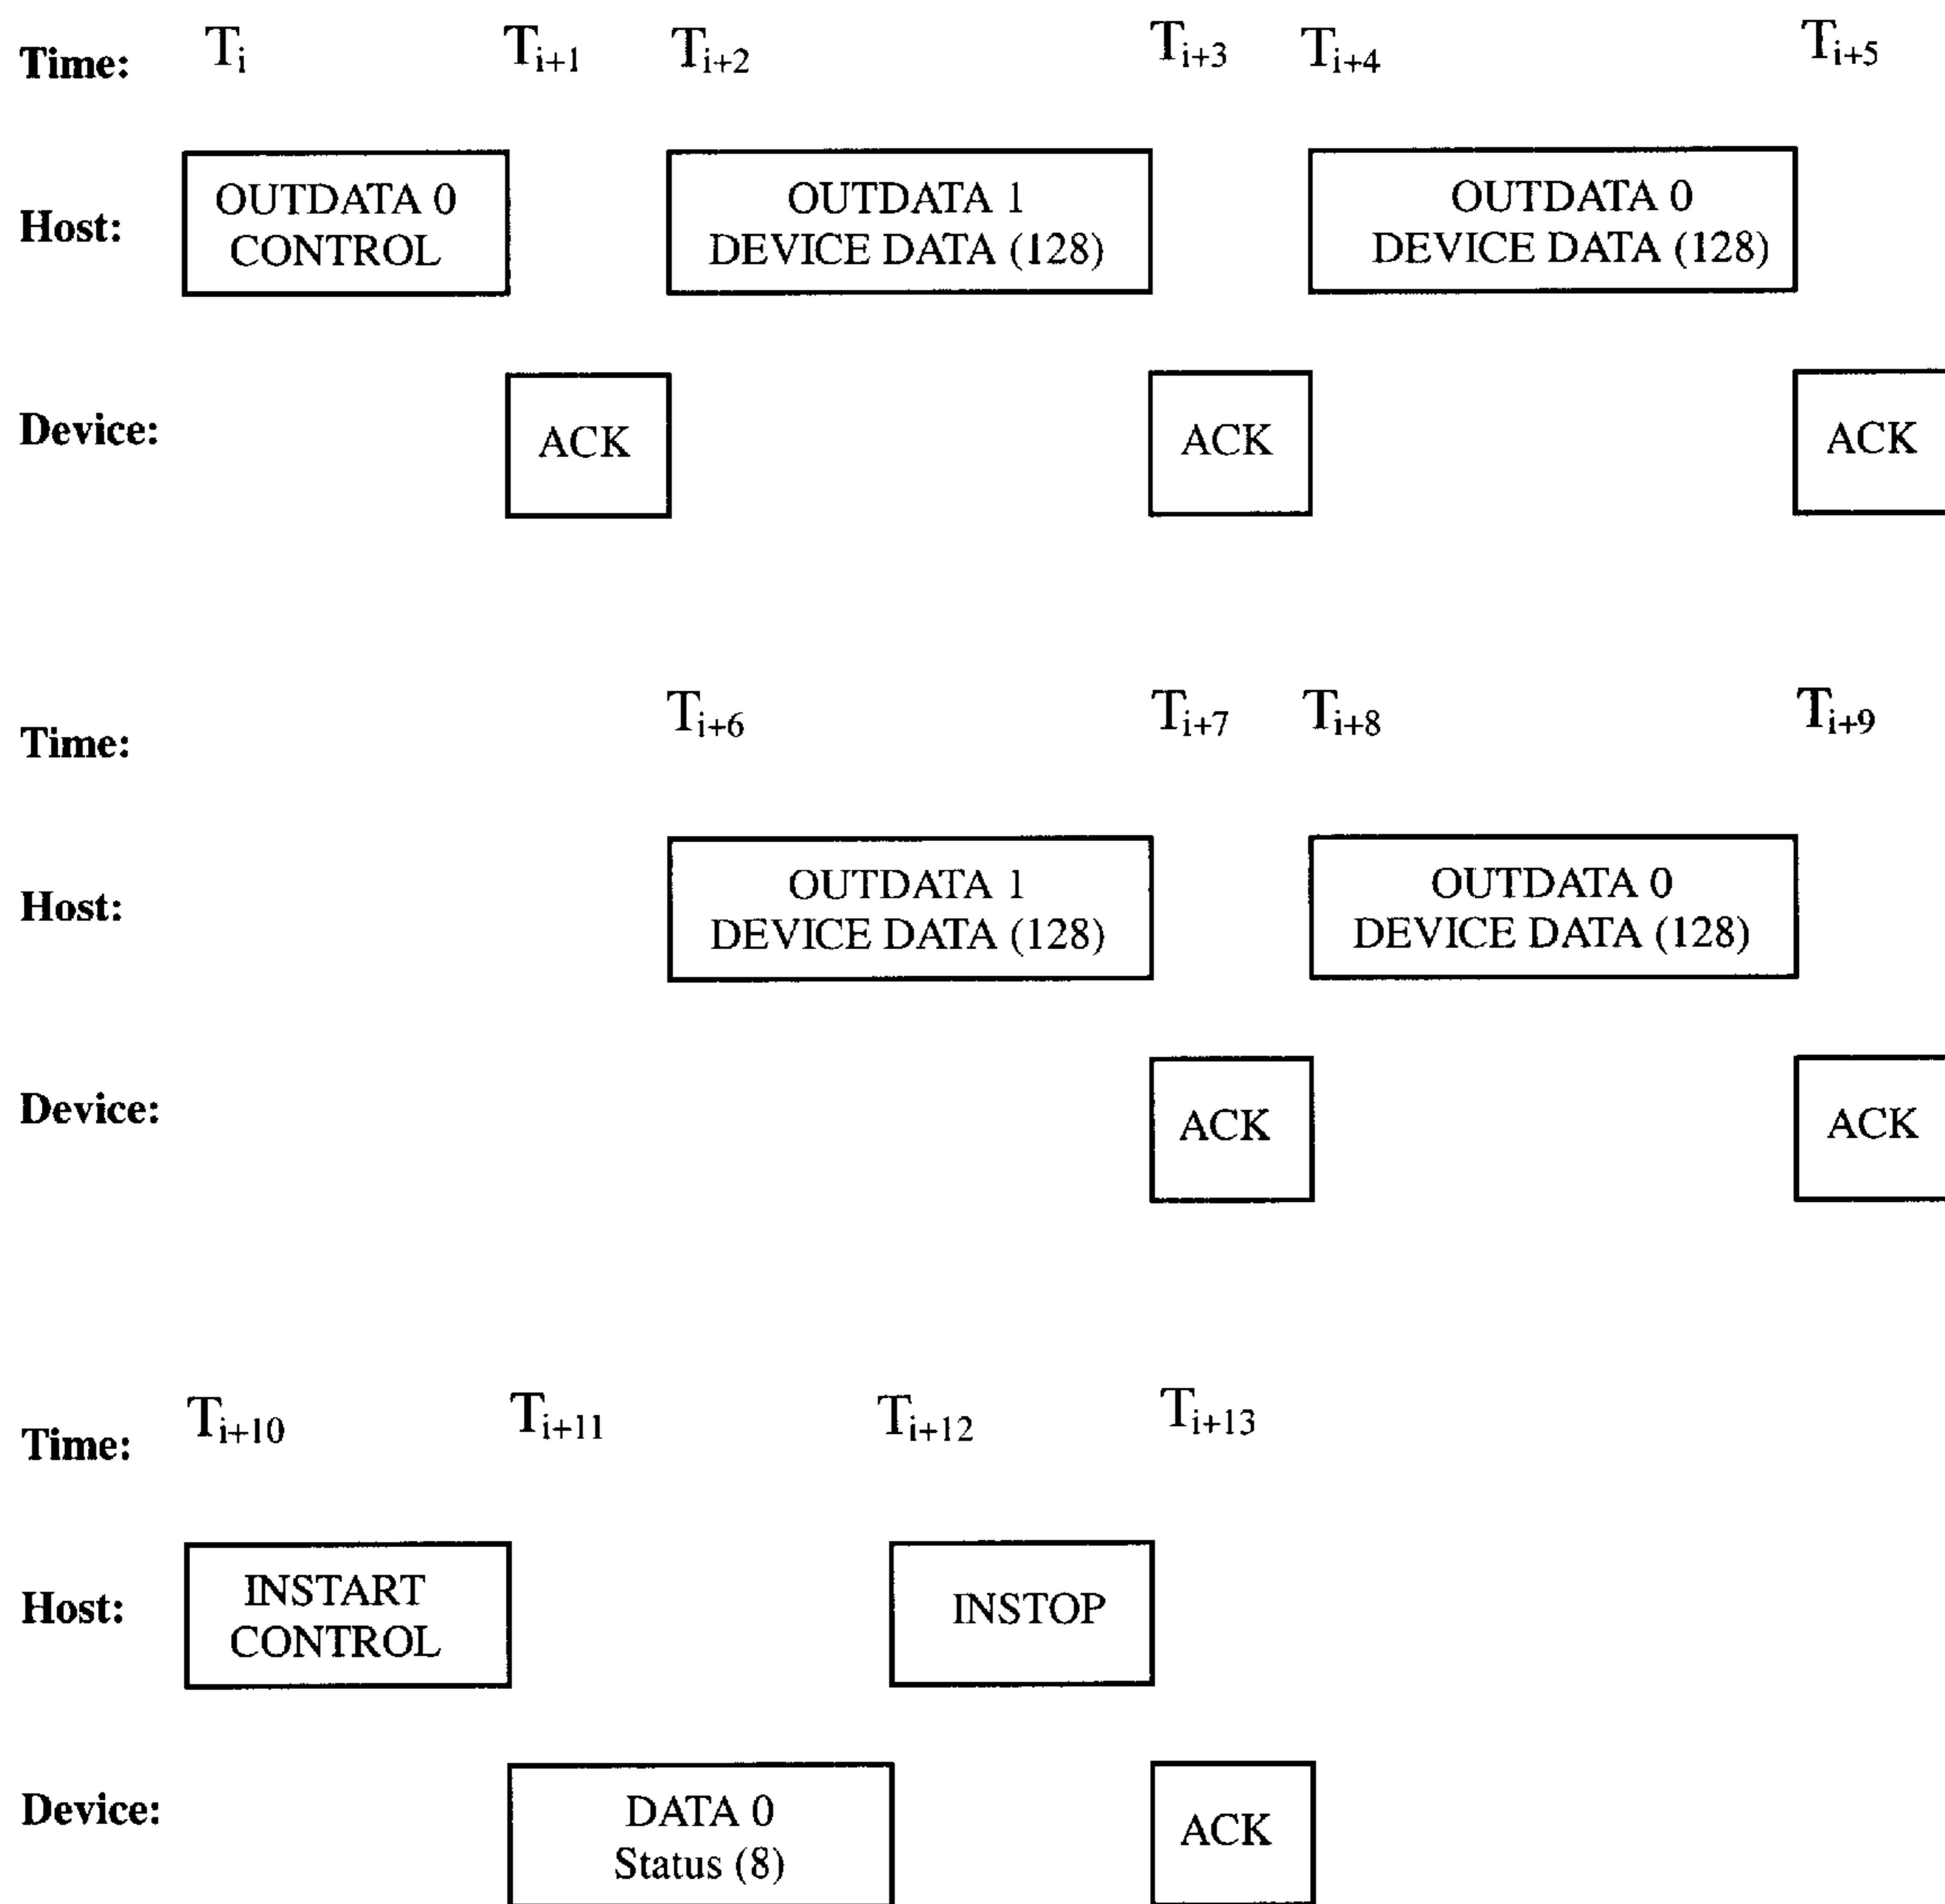 Time: Ti Ti+1 Ti+2 Ti+3 Ti+4 Ti+5
Host: OUTDATA 0 OUTDATA 1 OUTDATA 0
CONTROL DEVICE DATA (128) DEVICE DATA (128)
Device: ACK ACK ACK
Time: Ti+6 Ti+7 Ti+8 Ti+9
Host: OUTDATA 1 OUTDATA 0
DEVICE DATA (128) DEVICE DATA (128)
Device: ACK ACK
Time: Ti+10 Ti+11 Ti+12 Ti+13
Host: INSTART INSTOP
CONTROL
Device: DATA 0 ACK
Status (8)